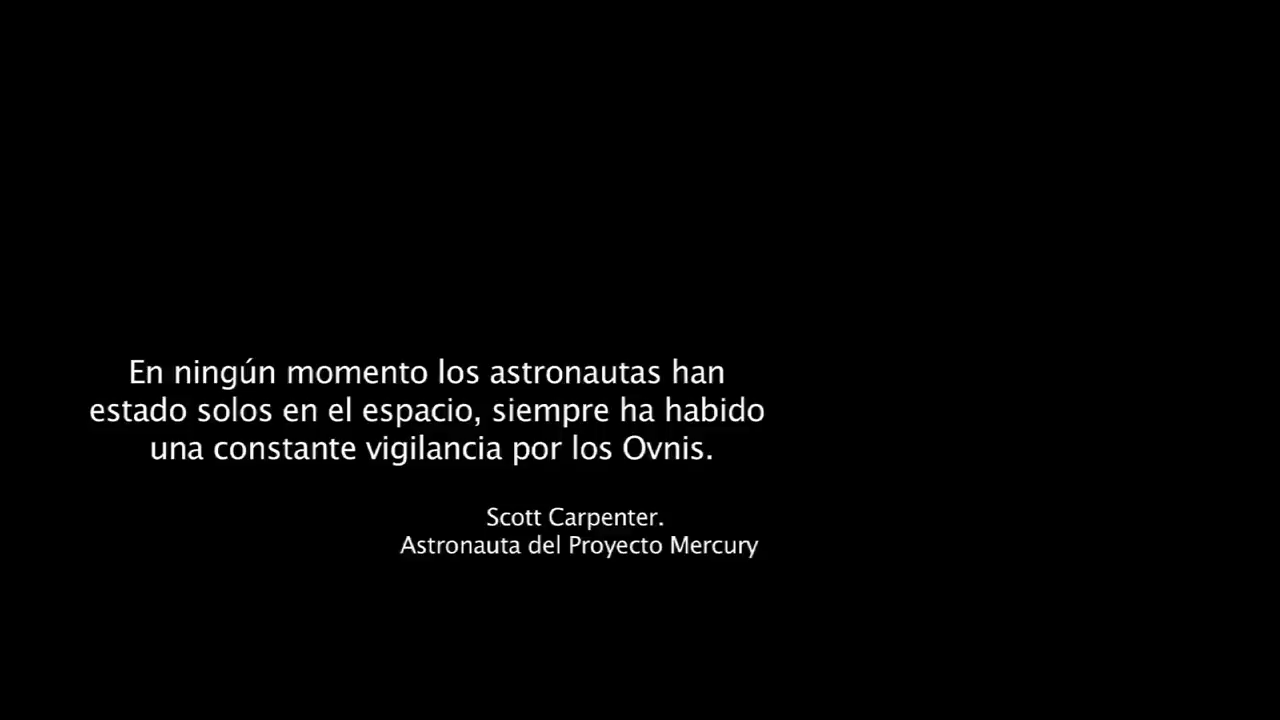 En ningún momento los astronautas han
estado solos en el espacio, siempre ha habido
una constante vigilancia por los Ovnis.
Scott Carpenter.
Astronauta del Proyecto Mercury